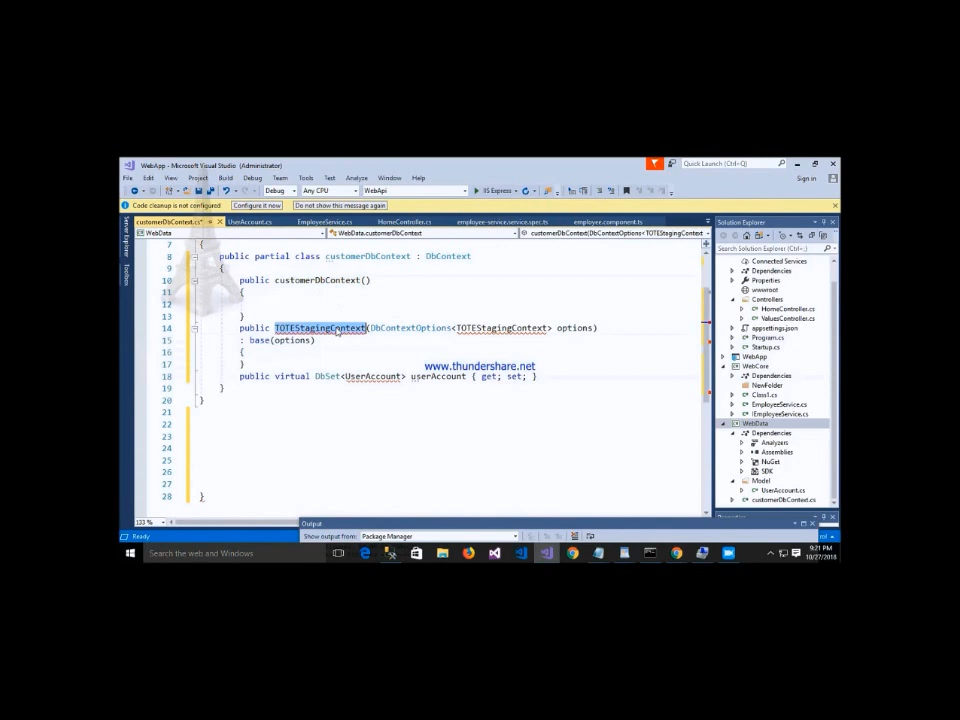 WebApp - Microsoft Visual Studio (Administrator)
Quick Launch (Ctrl+Q)
File Edit View Project Build Debug Team Tools Test Analyze Window Help
Sign in
Debug Any CPU WebApi IIS Express
Code cleanup is not configured Configure it now Do not show this message again
customerDbContext.cs* UserAccount.cs EmployeeService.cs HomeController.cs employee-service.service.spec.ts employee.component.ts
WebData WebData.customerDbContext customerDbContext(DbContextOptions<TOTEStagingContext
Server Explorer
Toolbox
7 {
8 public partial class customerDbContext : DbContext
9 {
10 public customerDbContext()
11 {
12
13 }
14 public TOTEStagingContext(DbContextOptions<TOTEStagingContext> options)
15 : base(options)
16 {
17 }
18 public virtual DbSet<UserAccount> userAccount { get; set; }
19 }
20 }
21
22
23
24
25
26
27
28 }
www.thundershare.net
133 %
Solution Explorer
Search Solution Explorer (Ctrl+;)
Connected Services
Dependencies
Properties
wwwroot
Controllers
HomeController.cs
ValuesController.cs
appsettings.json
Program.cs
Startup.cs
WebApp
WebCore
NewFolder
Class1.cs
EmployeeService.cs
IEmployeeService.cs
WebData
Dependencies
Analyzers
Assemblies
NuGet
SDK
Model
UserAccount.cs
customerDbContext.cs
Properties
Output
Show output from: Package Manager
Ready
Search the web and Windows
9:21 PM
10/27/2018